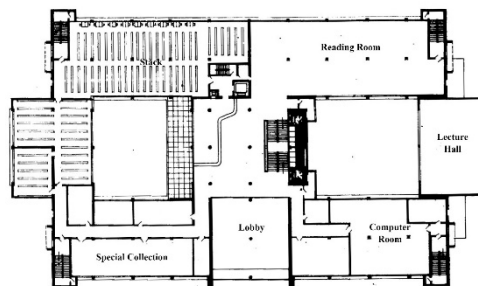 Reading Room
Stack
Lecture
Hall
Lobby
Computer
Room
Special Collection